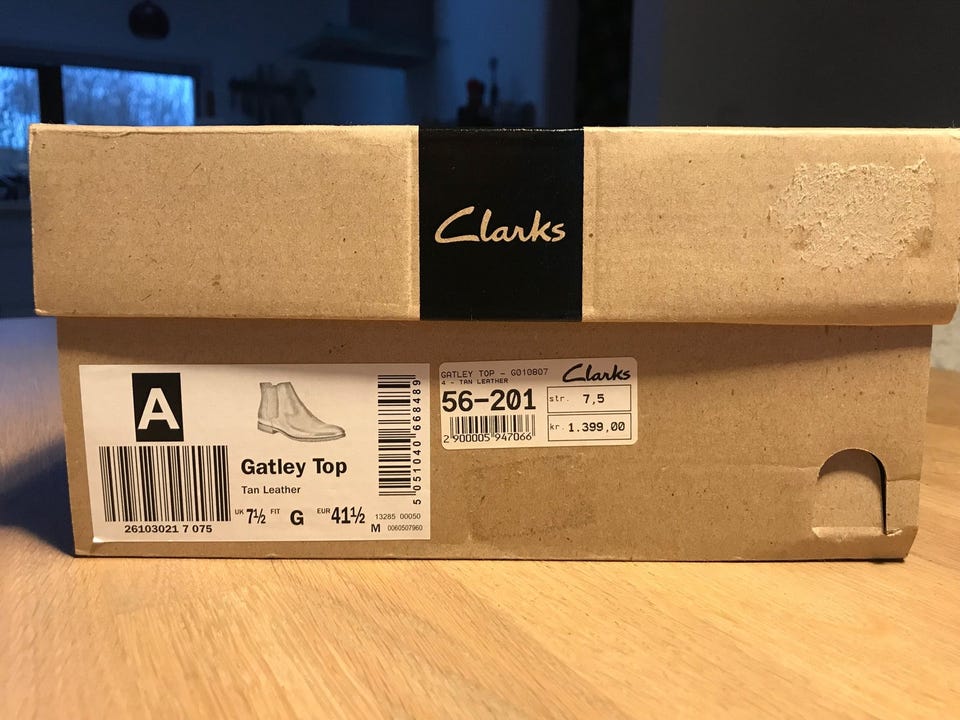 Clarks
A
Gatley Top
Tan Leather
UK 7½ FIT G EUR 41½
26103021 7 075
13285 00050
M 0060507960
5 051040 668489
GATLEY TOP - G010807
4 - TAN LEATHER
Clarks
56-201
str. 7,5
kr. 1.399,00
2 900005 947066